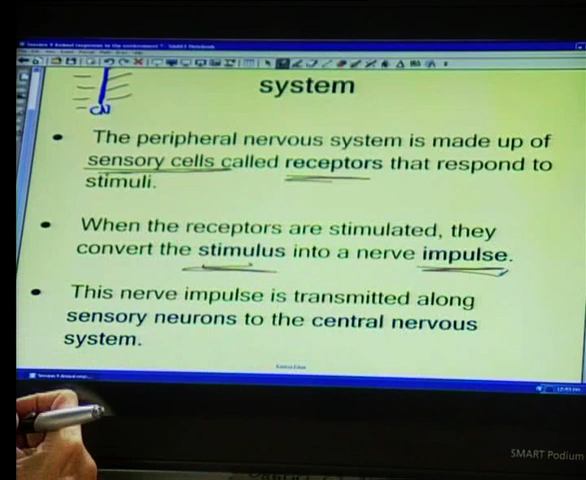 CN
system
• The peripheral nervous system is made up of
sensory cells called receptors that respond to
stimuli.
• When the receptors are stimulated, they
convert the stimulus into a nerve impulse.
• This nerve impulse is transmitted along
sensory neurons to the central nervous
system.
SMART Podium